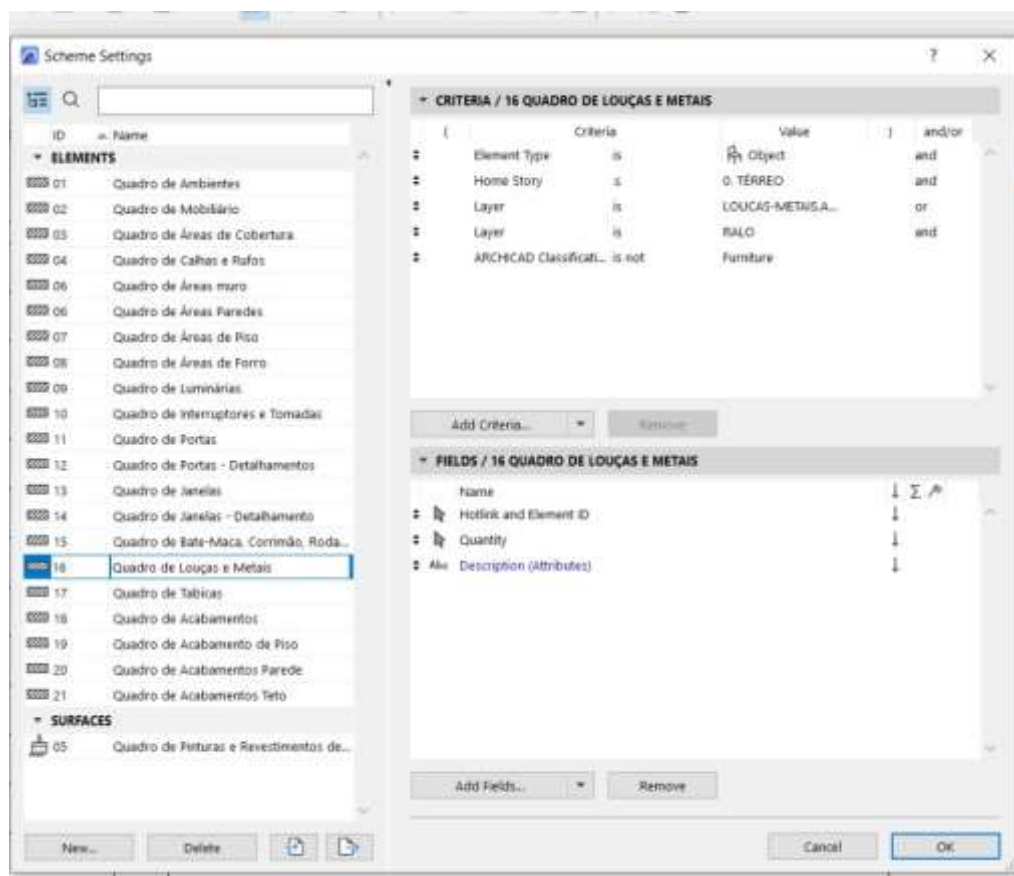 Scheme Settings
?
ID Name
ELEMENTS
01 Quadro de Ambientes
02 Quadro de Mobiliário
03 Quadro de Áreas de Cobertura
04 Quadro de Calhas e Rufos
06 Quadro de Áreas muro
06 Quadro de Áreas Paredes
07 Quadro de Áreas de Piso
08 Quadro de Áreas de Forro
09 Quadro de Luminárias
10 Quadro de Interruptores e Tomadas
11 Quadro de Portas
12 Quadro de Portas - Detalhamentos
13 Quadro de Janelas
14 Quadro de Janelas - Detalhamento
15 Quadro de Bate-Maca, Corrimão, Roda...
16 Quadro de Louças e Metais
17 Quadro de Tabicas
18 Quadro de Acabamentos
19 Quadro de Acabamento de Piso
20 Quadro de Acabamentos Parede
21 Quadro de Acabamentos Teto
SURFACES
05 Quadro de Pinturas e Revestimentos de...
New... Delete
CRITERIA / 16 QUADRO DE LOUÇAS E METAIS
( Criteria Value ) and/or
Element Type is Object and
Home Story ≤ 0. TÉRREO and
Layer is LOUCAS-METAIS.A... or
Layer is RALO and
ARCHICAD Classificati... is not Furniture
Add Criteria... Remove
FIELDS / 16 QUADRO DE LOUÇAS E METAIS
Name ↓ Σ
Hotlink and Element ID ↓
Quantity ↓
Abc Description (Attributes) ↓
Add Fields... Remove
Cancel OK